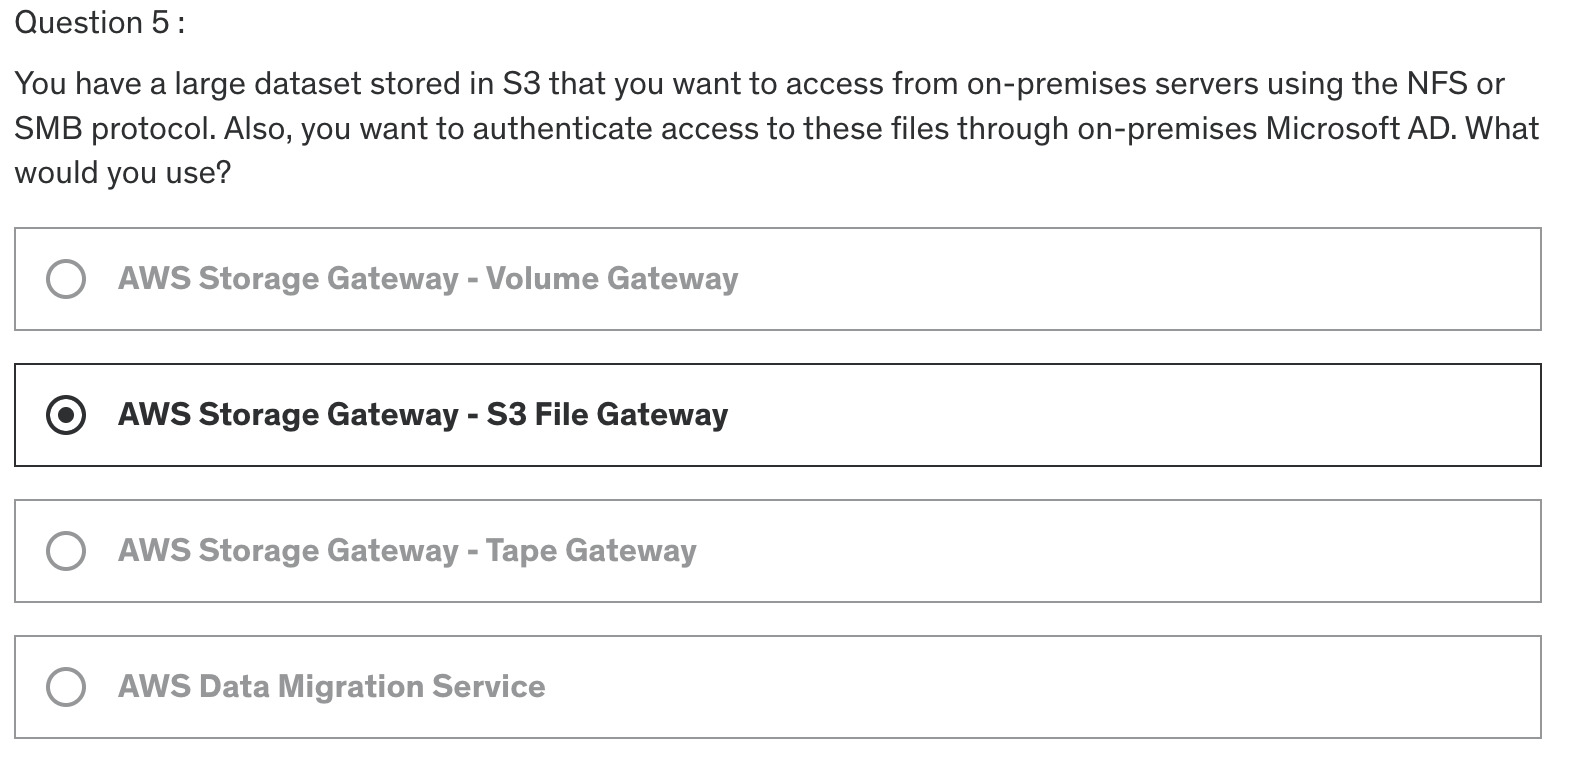 Question 5 :
You have a large dataset stored in S3 that you want to access from on-premises servers using the NFS or
SMB protocol. Also, you want to authenticate access to these files through on-premises Microsoft AD. What
would you use?
AWS Storage Gateway - Volume Gateway
AWS Storage Gateway - S3 File Gateway
AWS Storage Gateway - Tape Gateway
AWS Data Migration Service